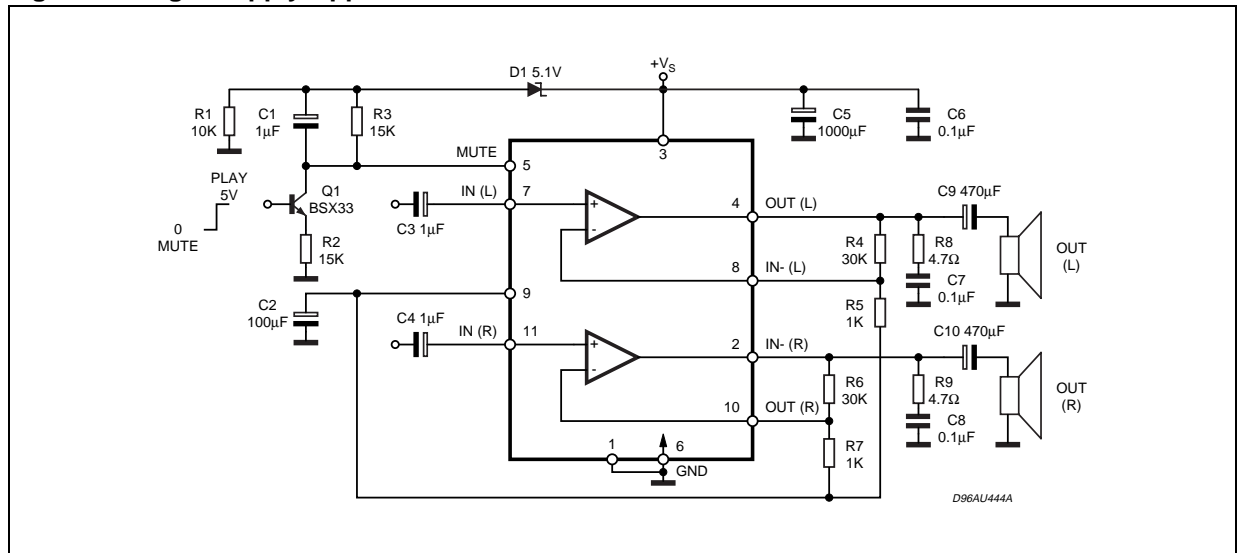 D1 5.1V
+VS
R1
10K
C1
1μF
R3
15K
C5
1000μF
C6
0.1μF
MUTE
5
3
PLAY
5V
0
MUTE
Q1
BSX33
R2
15K
IN (L)
7
C3 1μF
+
-
4
OUT (L)
C9 470μF
R4
30K
R8
4.7Ω
OUT
(L)
8
IN- (L)
C7
0.1μF
R5
1K
C2
100μF
9
C4 1μF
IN (R)
11
+
-
2
IN- (R)
C10 470μF
R6
30K
R9
4.7Ω
OUT
(R)
10
OUT (R)
C8
0.1μF
R7
1K
1
6
GND
D96AU444A